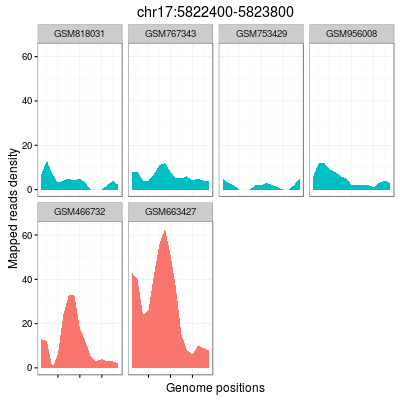 chr17:5822400-5823800
GSM818031 GSM767343 GSM753429 GSM956008
60
40
20
0
Mapped reads density
GSM466732 GSM663427
60
40
20
0
Genome positions